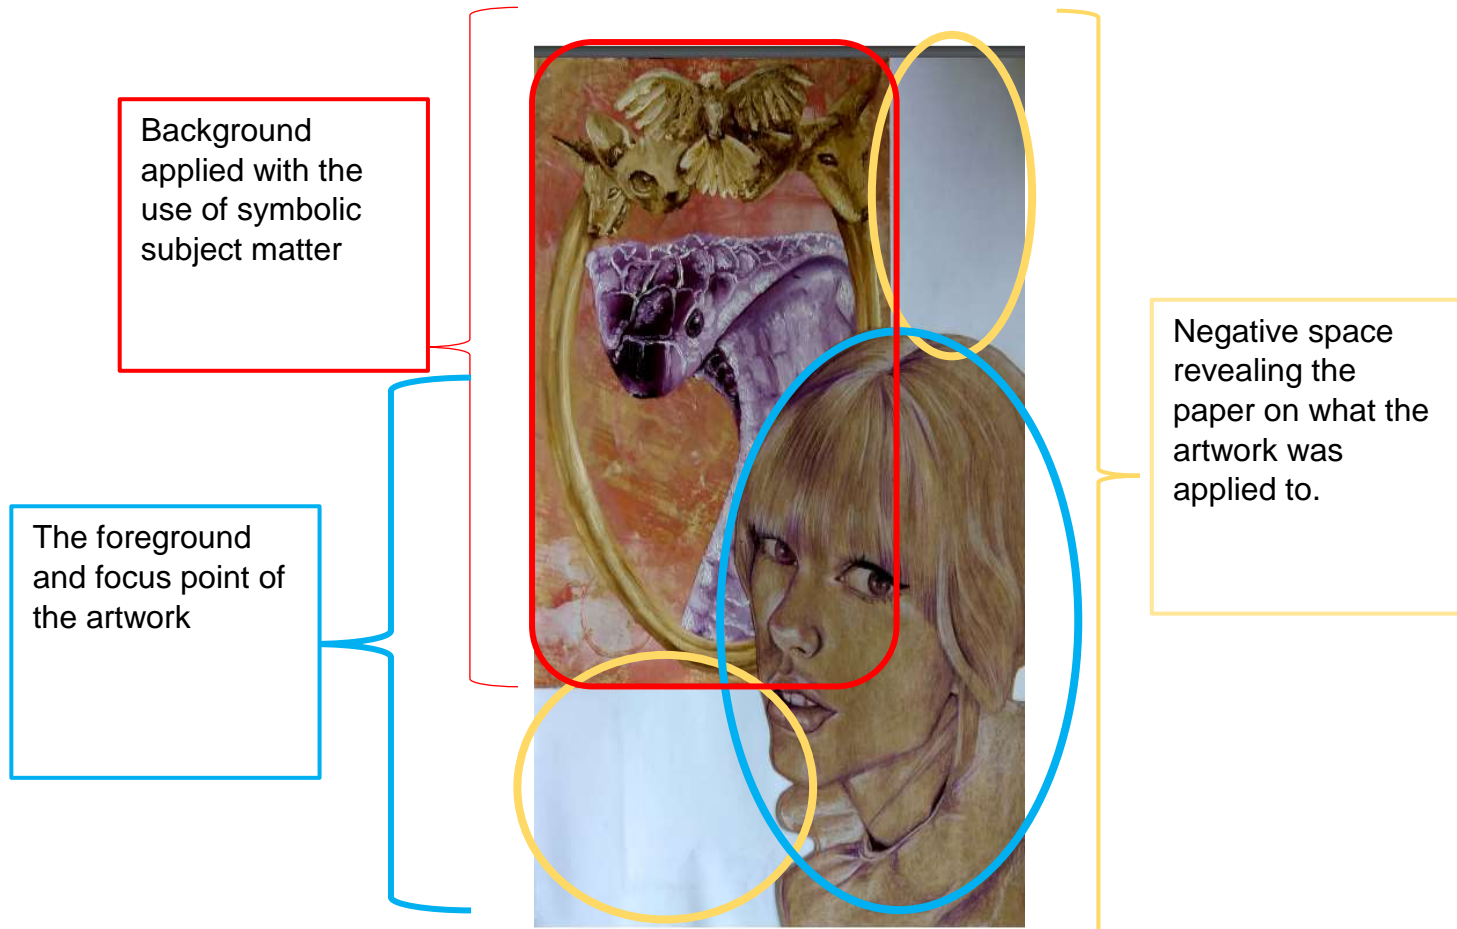 Background
applied with the
use of symbolic
subject matter
The foreground
and focus point of
the artwork
Negative space
revealing the
paper on what the
artwork was
applied to.